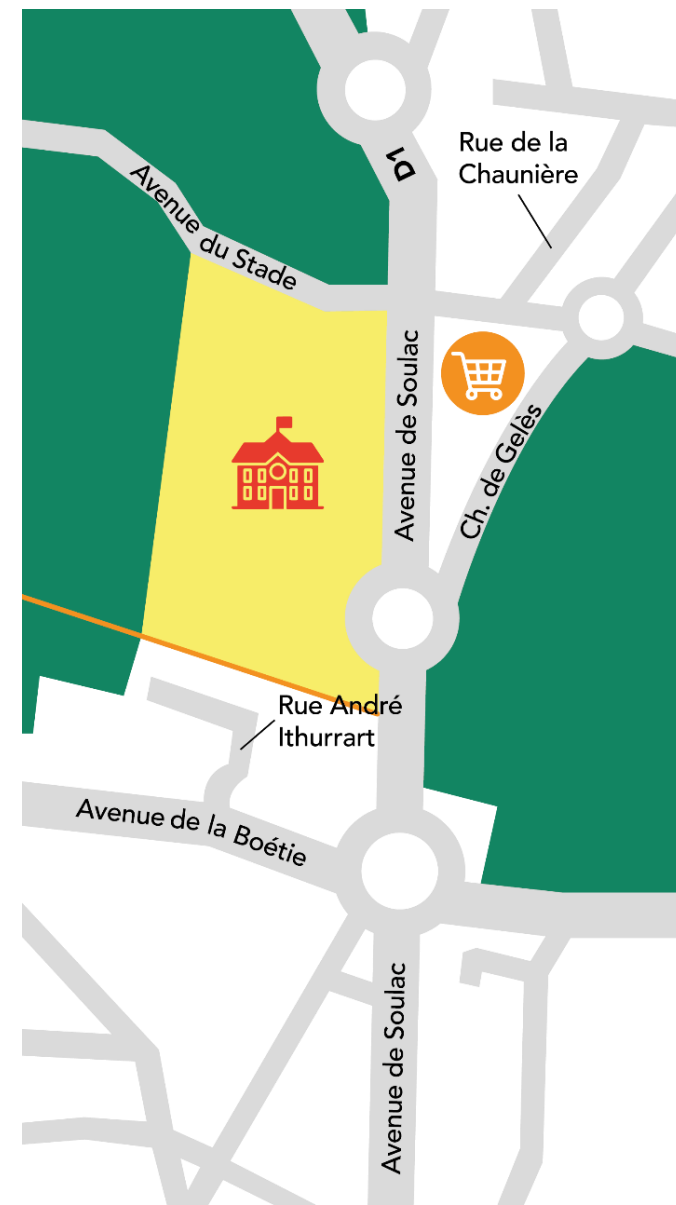 D1
Rue de la
Chaunière
Avenue du Stade
Avenue de Soulac
Ch. de Gelès
Rue André
Ithurrart
Avenue de la Boétie
Avenue de Soulac